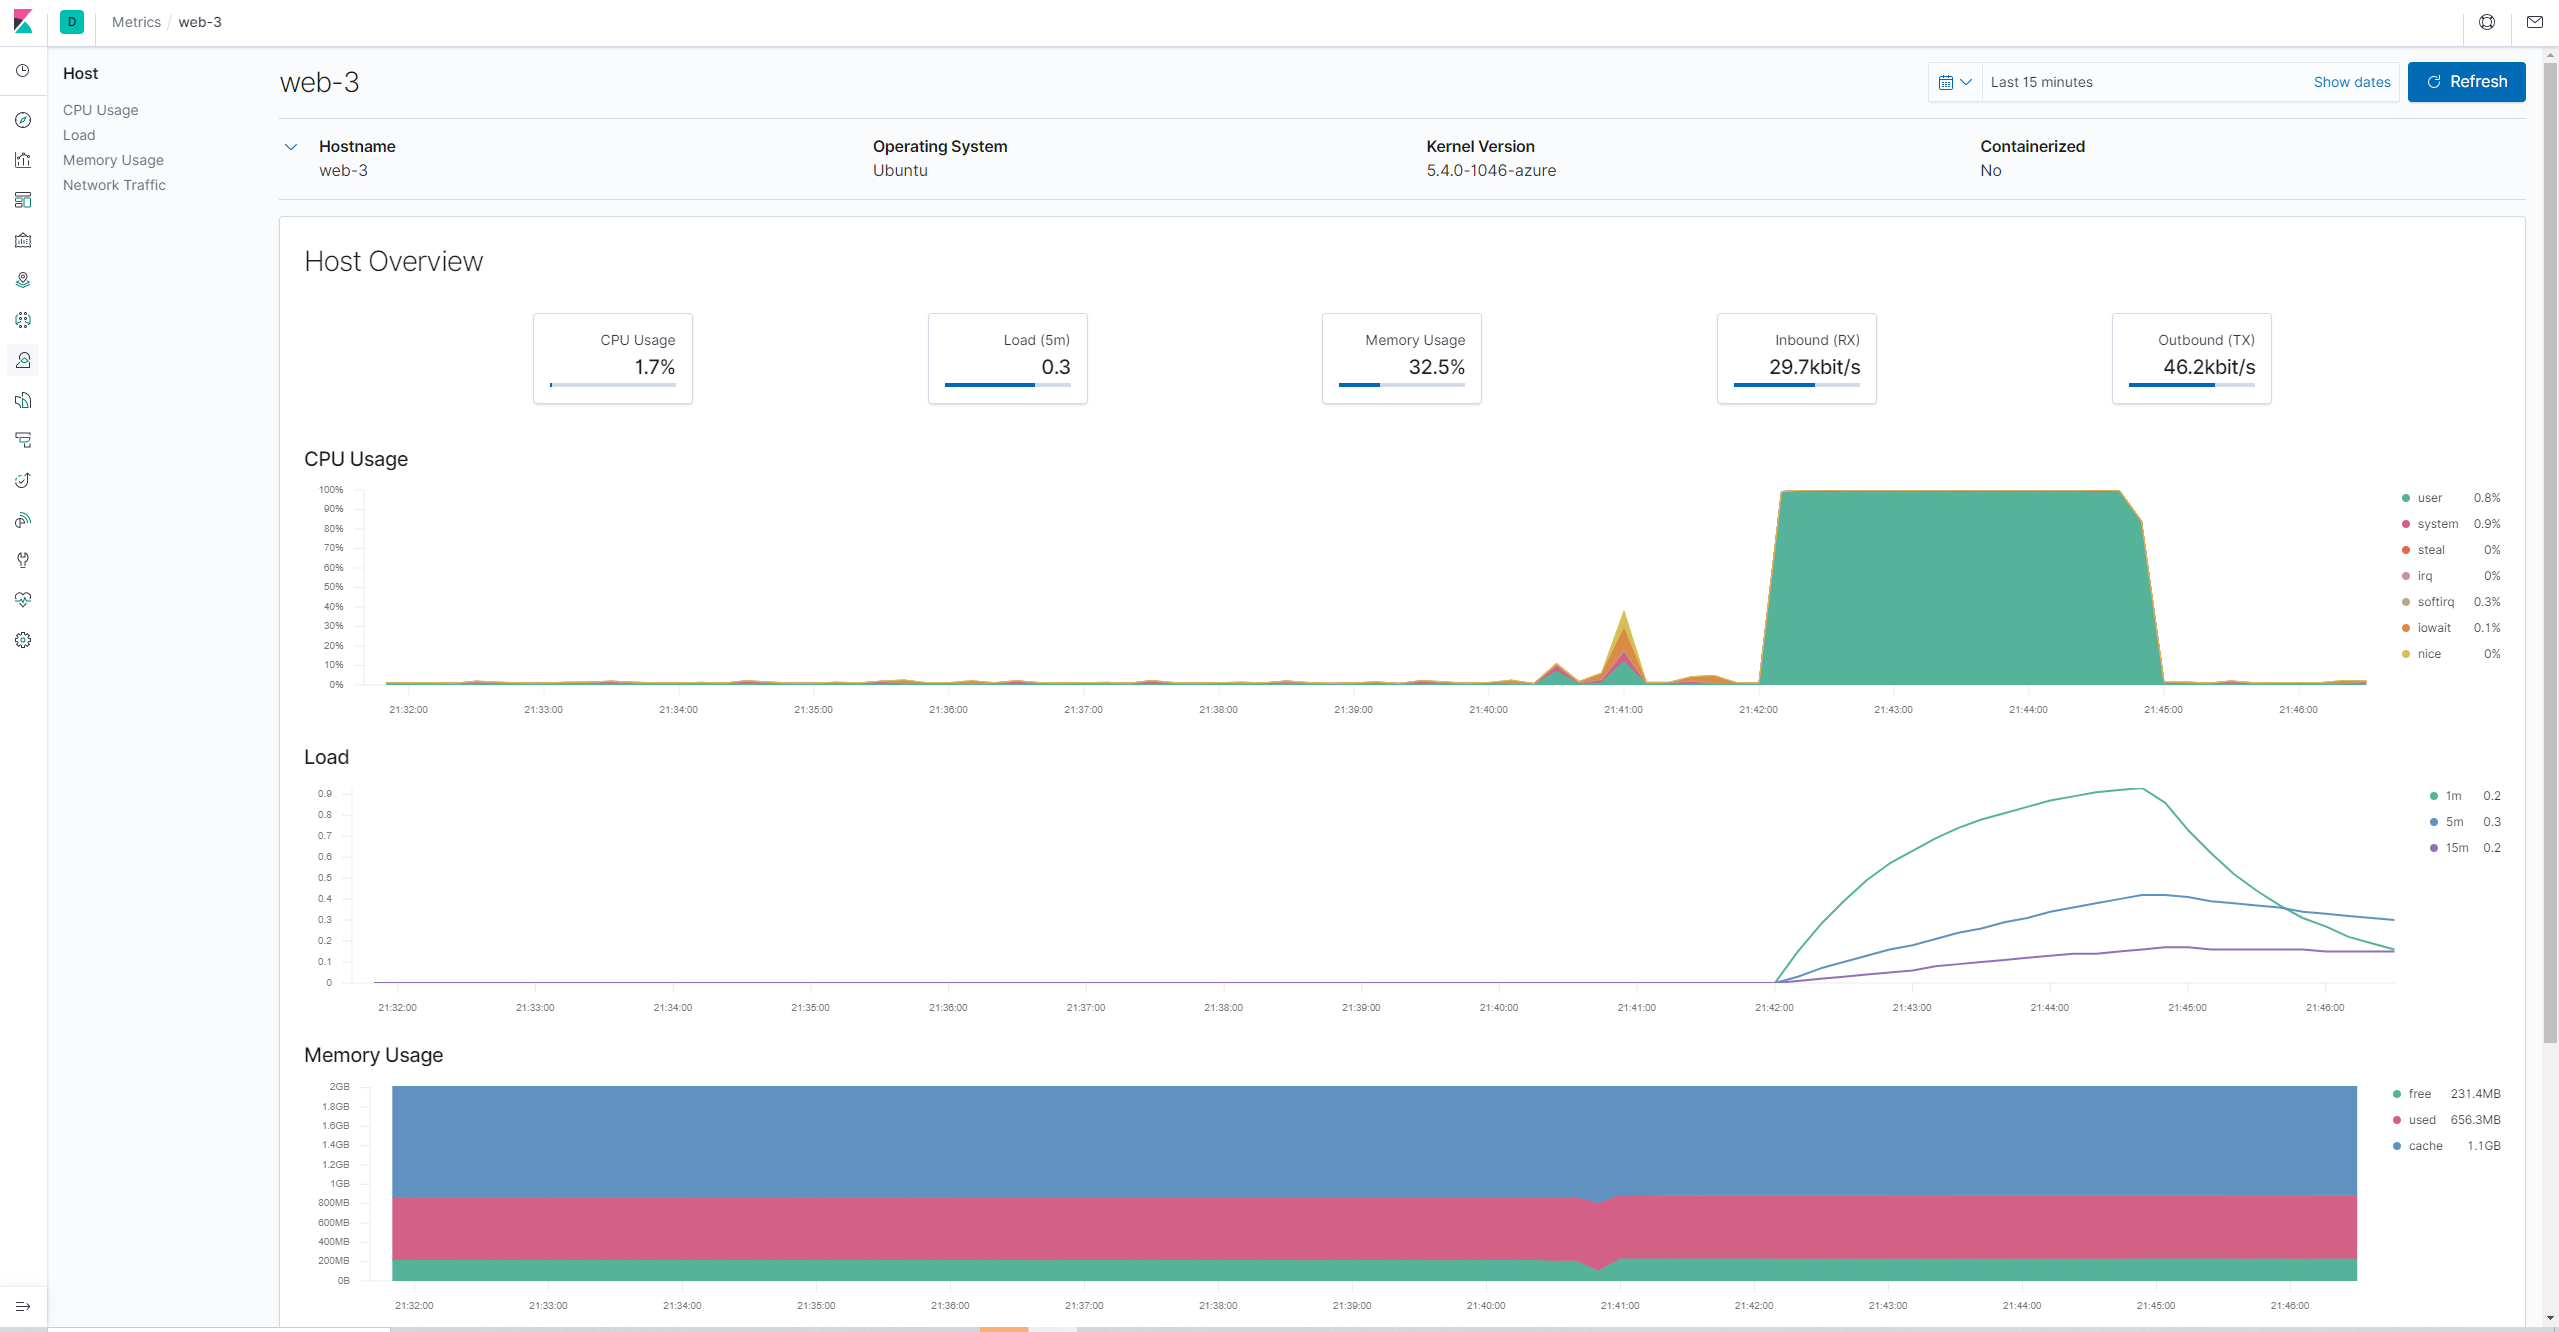 D
Metrics / web-3
Host
CPU Usage
Load
Memory Usage
Network Traffic
web-3
Last 15 minutes
Show dates
Refresh
Hostname
web-3
Operating System
Ubuntu
Kernel Version
5.4.0-1046-azure
Containerized
No
Host Overview
CPU Usage
1.7%
Load (5m)
0.3
Memory Usage
32.5%
Inbound (RX)
29.7kbit/s
Outbound (TX)
46.2kbit/s
CPU Usage
100%
90%
80%
70%
60%
50%
40%
30%
20%
10%
0%
21:32:00 21:33:00 21:34:00 21:35:00 21:36:00 21:37:00 21:38:00 21:39:00 21:40:00 21:41:00 21:42:00 21:43:00 21:44:00 21:45:00 21:46:00
user 0.8%
system 0.9%
steal 0%
irq 0%
softirq 0.3%
iowait 0.1%
nice 0%
Load
0.9
0.8
0.7
0.6
0.5
0.4
0.3
0.2
0.1
0
21:32:00 21:33:00 21:34:00 21:35:00 21:36:00 21:37:00 21:38:00 21:39:00 21:40:00 21:41:00 21:42:00 21:43:00 21:44:00 21:45:00 21:46:00
1m 0.2
5m 0.3
15m 0.2
Memory Usage
2GB
1.8GB
1.6GB
1.4GB
1.2GB
1GB
800MB
600MB
400MB
200MB
0B
21:32:00 21:33:00 21:34:00 21:35:00 21:36:00 21:37:00 21:38:00 21:39:00 21:40:00 21:41:00 21:42:00 21:43:00 21:44:00 21:45:00 21:46:00
free 231.4MB
used 656.3MB
cache 1.1GB